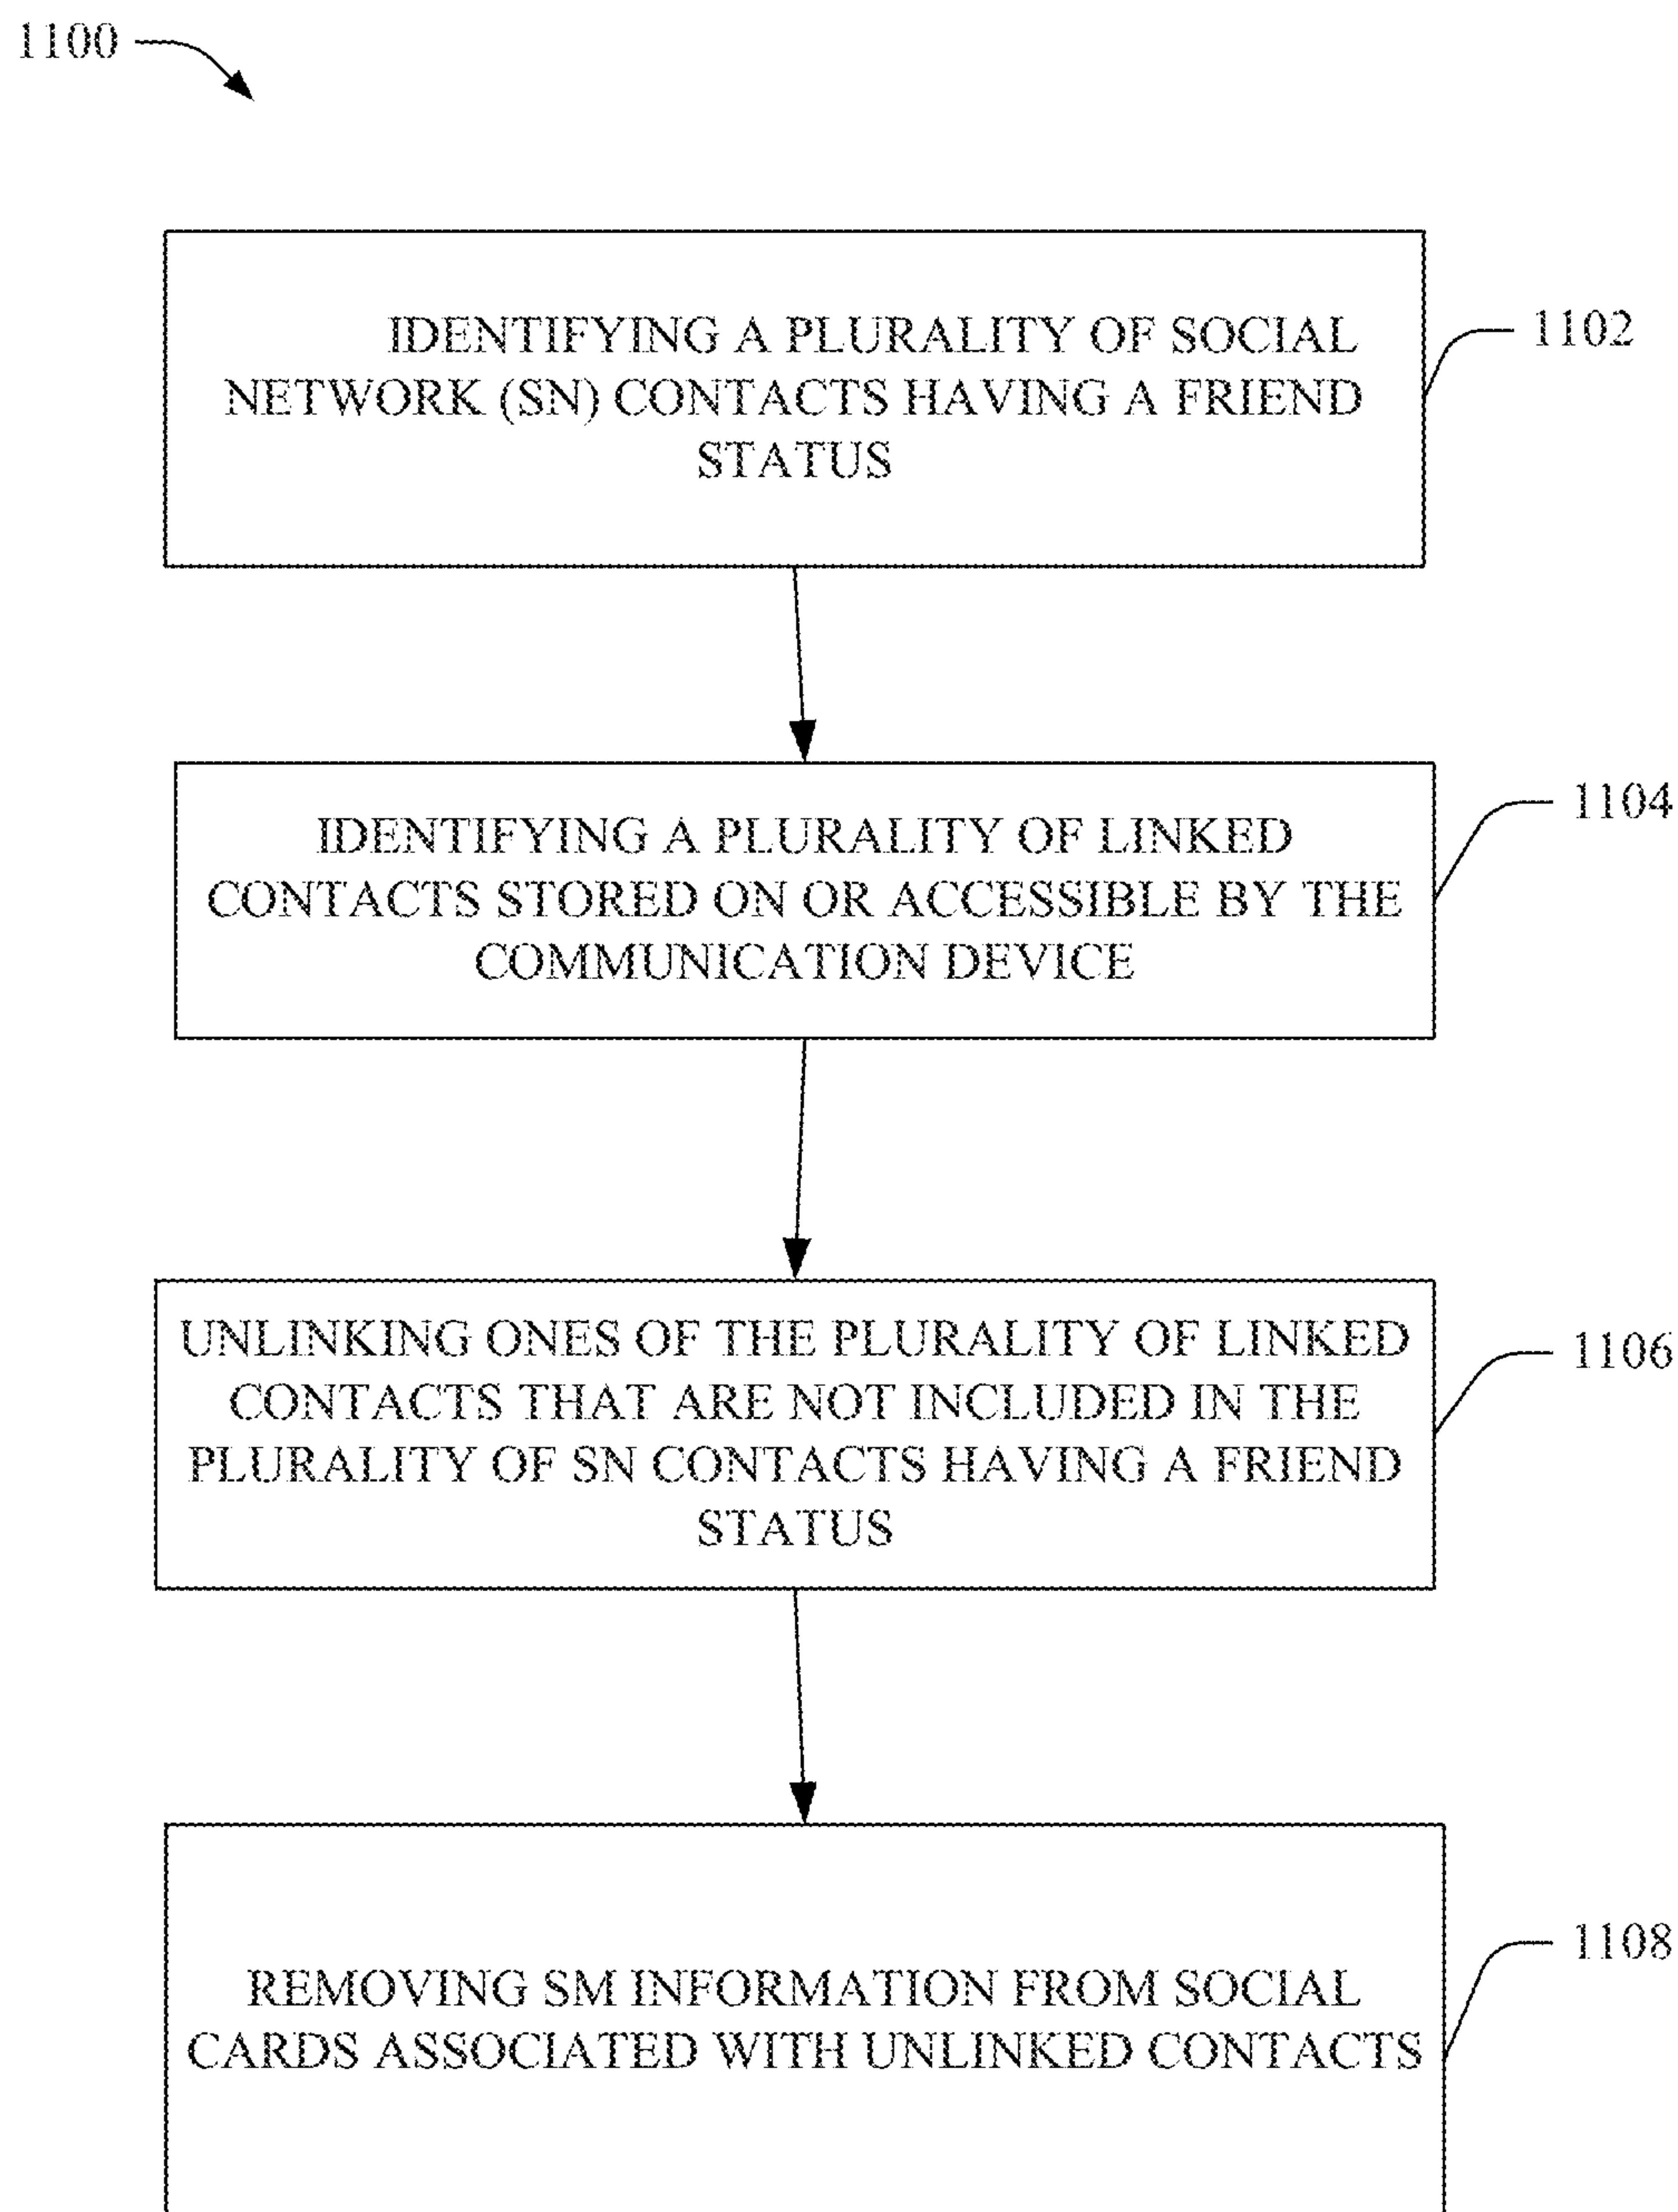 1100
IDENTIFYING A PLURALITY OF SOCIAL
NETWORK (SN) CONTACTS HAVING A FRIEND
STATUS
1102
IDENTIFYING A PLURALITY OF LINKED
CONTACTS STORED ON OR ACCESSIBLE BY THE
COMMUNICATION DEVICE
1104
UNLINKING ONES OF THE PLURALITY OF LINKED
CONTACTS THAT ARE NOT INCLUDED IN THE
PLURALITY OF SN CONTACTS HAVING A FRIEND
STATUS
1106
REMOVING SM INFORMATION FROM SOCIAL
CARDS ASSOCIATED WITH UNLINKED CONTACTS
1108